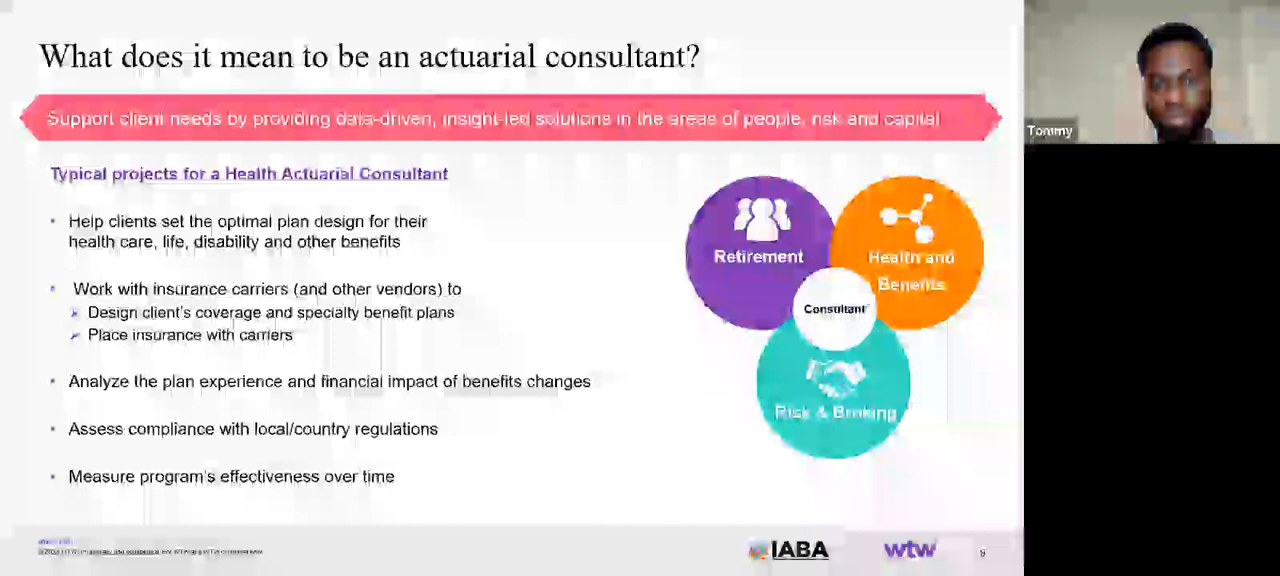 What does it mean to be an actuarial consultant?
Support client needs by providing data-driven, insight-led solutions in the areas of people, risk and capital
Typical projects for a Health Actuarial Consultant
Help clients set the optimal plan design for their
health care, life, disability and other benefits
Work with insurance carriers (and other vendors) to
Design client's coverage and specialty benefit plans
Place insurance with carriers
Analyze the plan experience and financial impact of benefits changes
Assess compliance with local/country regulations
Measure program's effectiveness over time
Retirement
Health and
Benefits
Consultant
Risk & Broking
IABA
wtw
9
Tommy